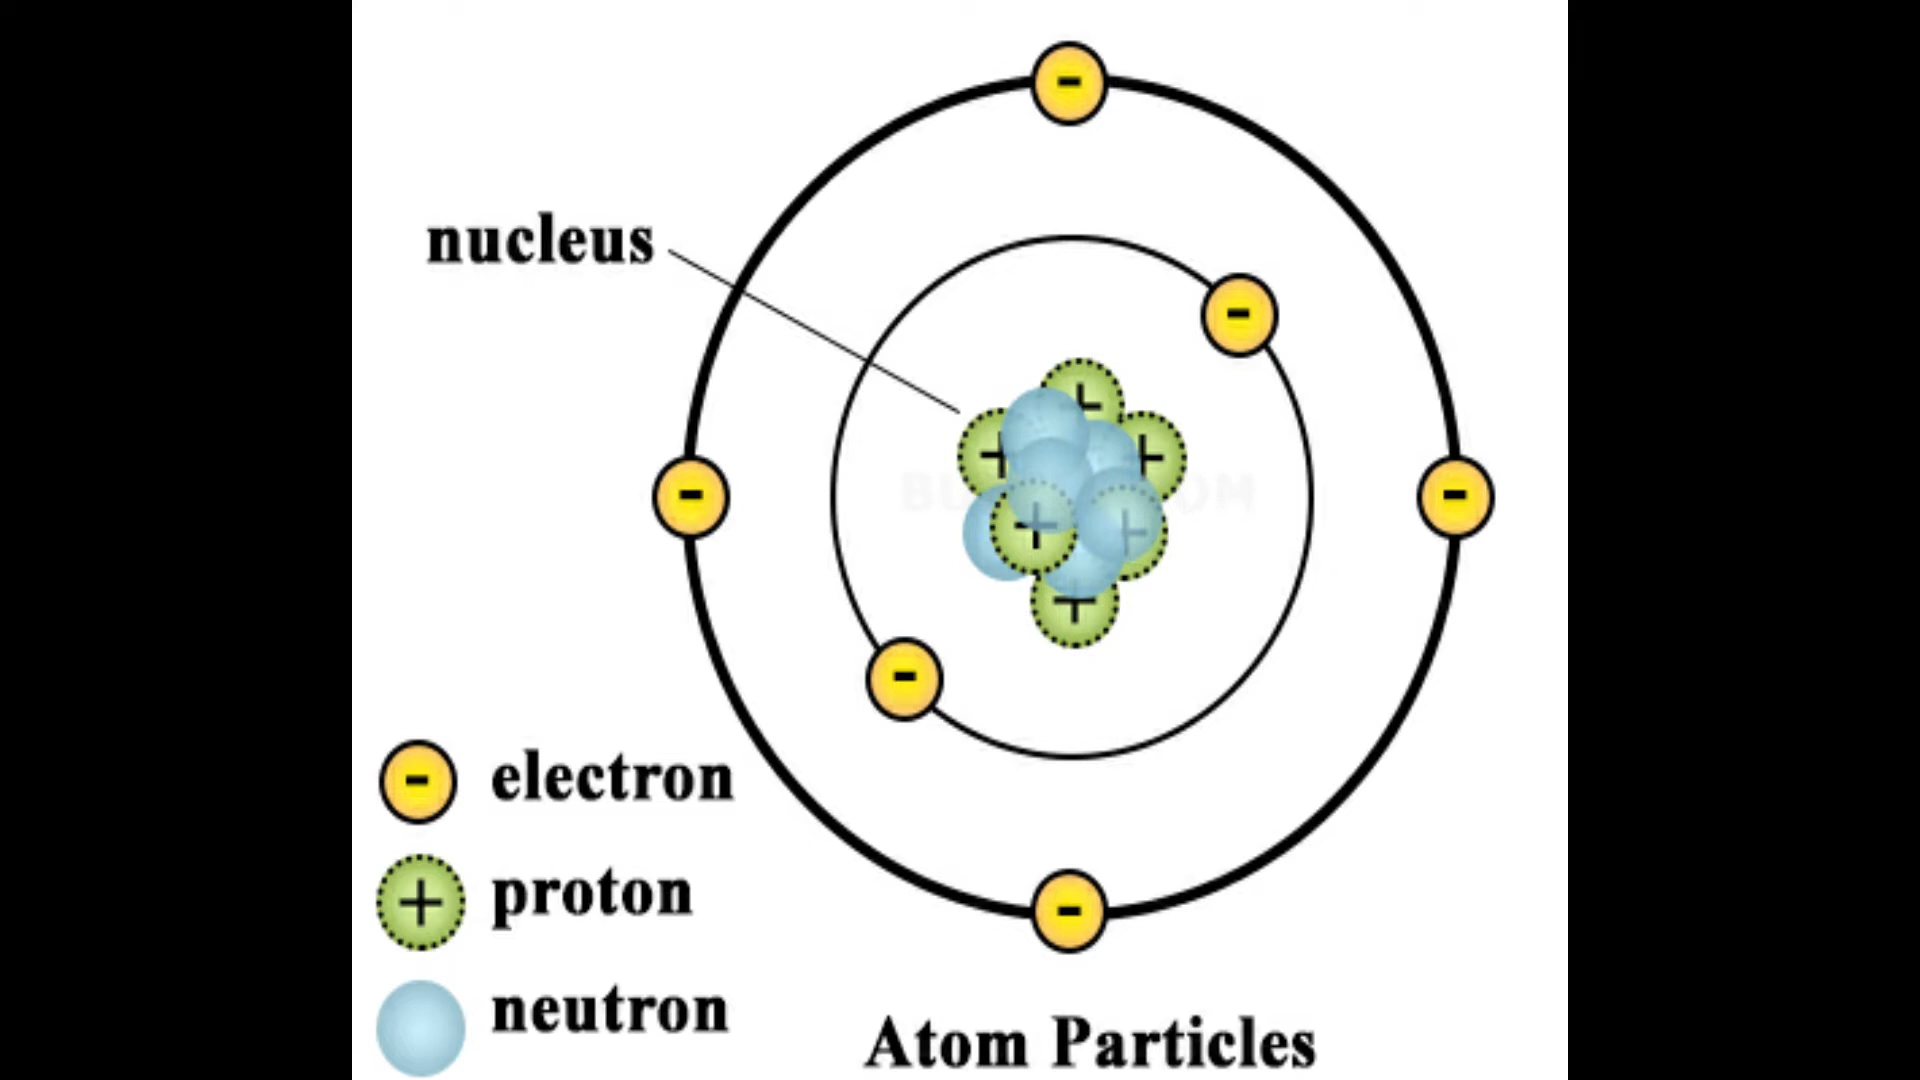 nucleus
electron
proton
neutron
Atom Particles